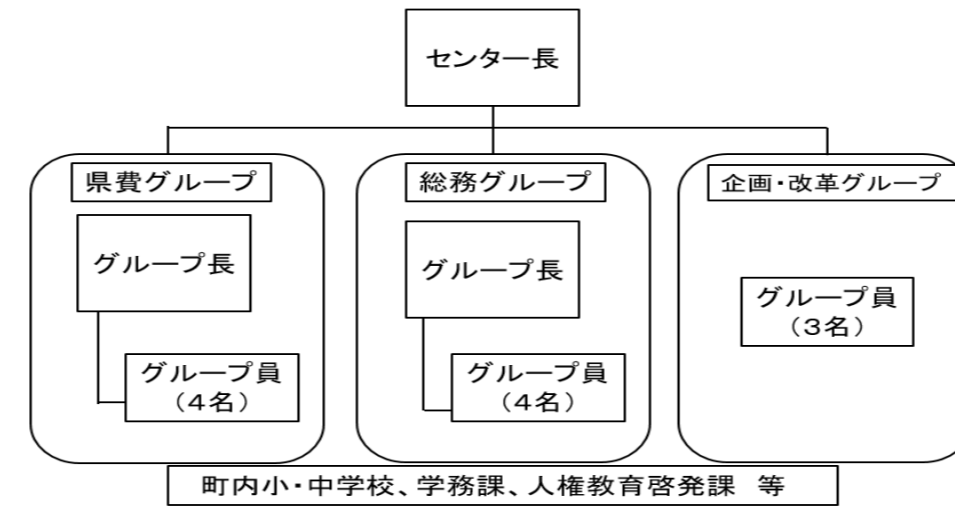 センター長
県費グループ
グループ長
グループ員
（４名）
総務グループ
グループ長
グループ員
（４名）
企画・改革グループ
グループ員
（３名）
町内小・中学校、学務課、人権教育啓発課　等